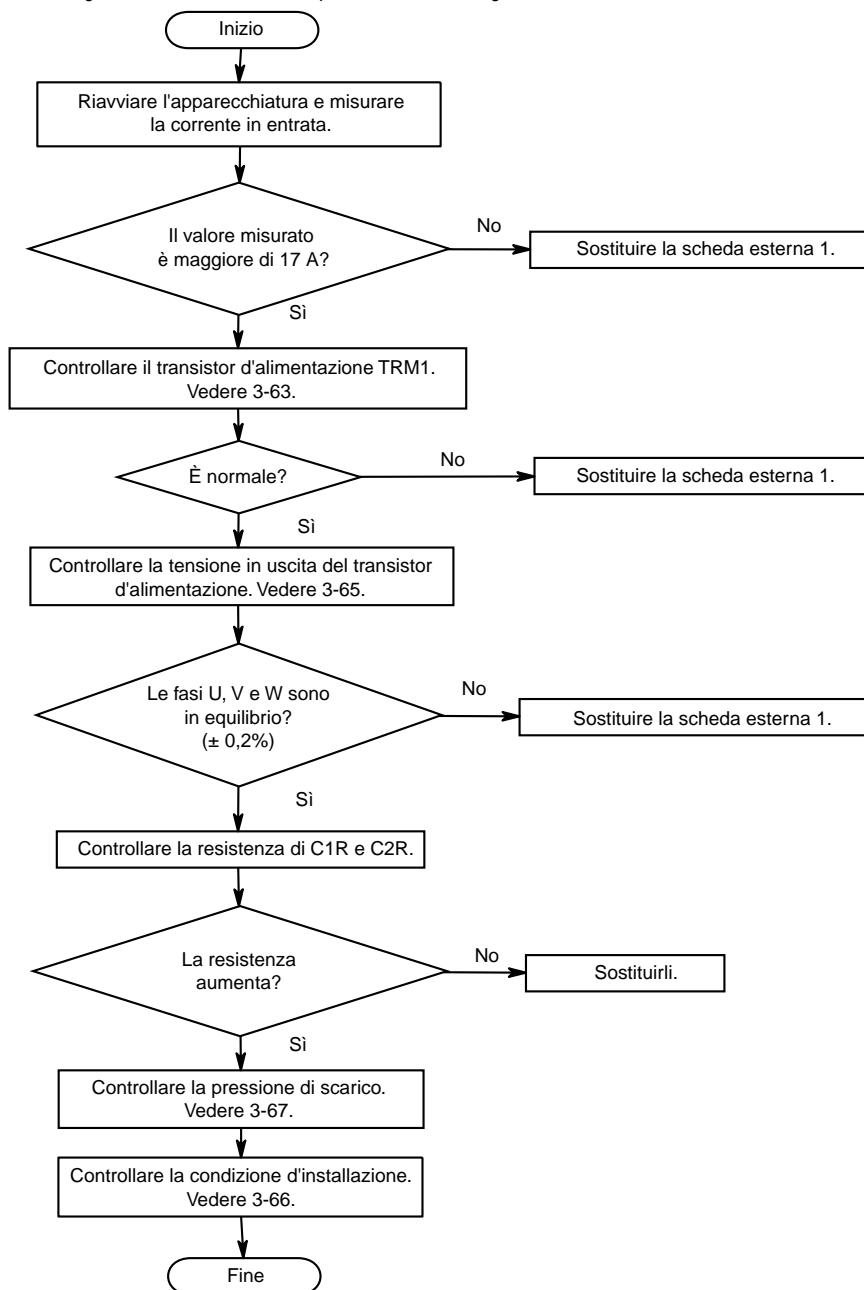 Inizio
Riavviare l'apparecchiatura e misurare
la corrente in entrata.
Il valore misurato
è maggiore di 17 A?
No
Sostituire la scheda esterna 1.
Sì
Controllare il transistor d'alimentazione TRM1.
Vedere 3-63.
È normale?
No
Sostituire la scheda esterna 1.
Sì
Controllare la tensione in uscita del transistor
d'alimentazione. Vedere 3-65.
Le fasi U, V e W sono
in equilibrio?
(± 0,2%)
No
Sostituire la scheda esterna 1.
Sì
Controllare la resistenza di C1R e C2R.
La resistenza
aumenta?
No
Sostituirli.
Sì
Controllare la pressione di scarico.
Vedere 3-67.
Controllare la condizione d'installazione.
Vedere 3-66.
Fine